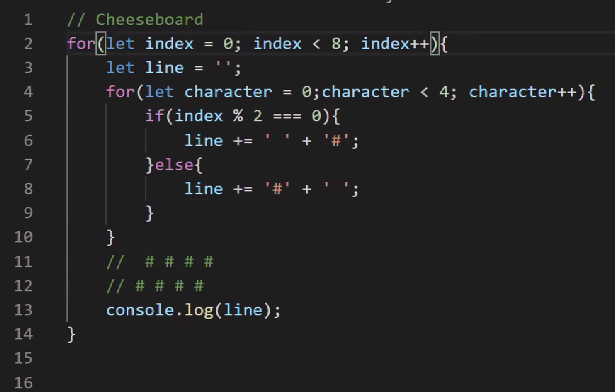 1 // Cheeseboard
2 for(let index = 0; index < 8; index++){
3 let line = '';
4 for(let character = 0;character < 4; character++){
5 if(index % 2 === 0){
6 line += ' ' + '#';
7 }else{
8 line += '#' + ' ';
9 }
10 }
11 //  # # # #
12 // # # # #
13 console.log(line);
14 }
15
16